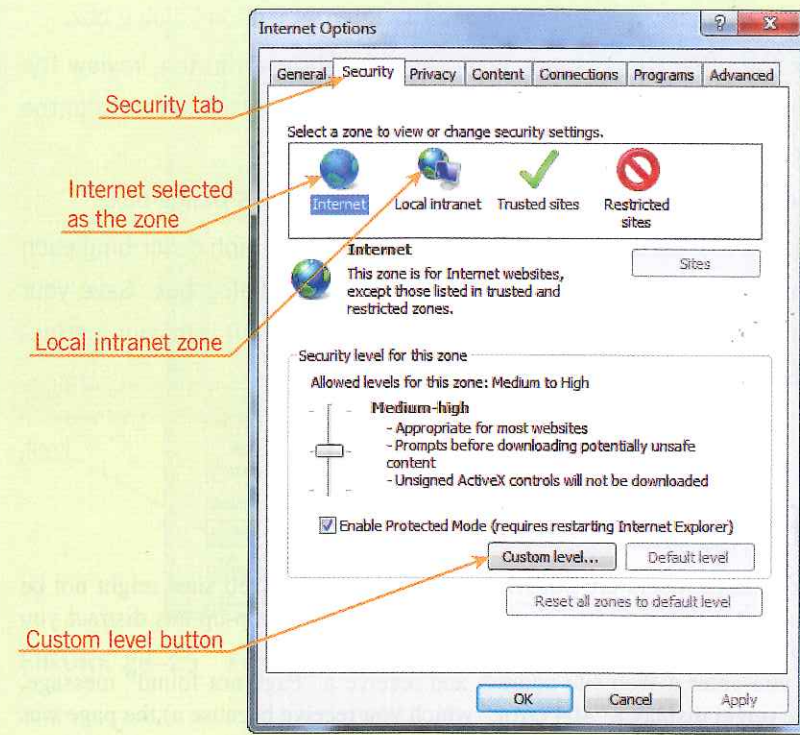 Internet Options
General Security Privacy Content Connections Programs Advanced
Security tab
Select a zone to view or change security settings.
Internet selected
as the zone
Internet Local intranet Trusted sites Restricted
sites
Internet
This zone is for Internet websites,
except those listed in trusted and
restricted zones.
Sites
Local intranet zone
Security level for this zone
Allowed levels for this zone: Medium to High
Medium-high
- Appropriate for most websites
- Prompts before downloading potentially unsafe
content
- Unsigned ActiveX controls will not be downloaded
Enable Protected Mode (requires restarting Internet Explorer)
Custom level... Default level
Reset all zones to default level
Custom level button
OK Cancel Apply